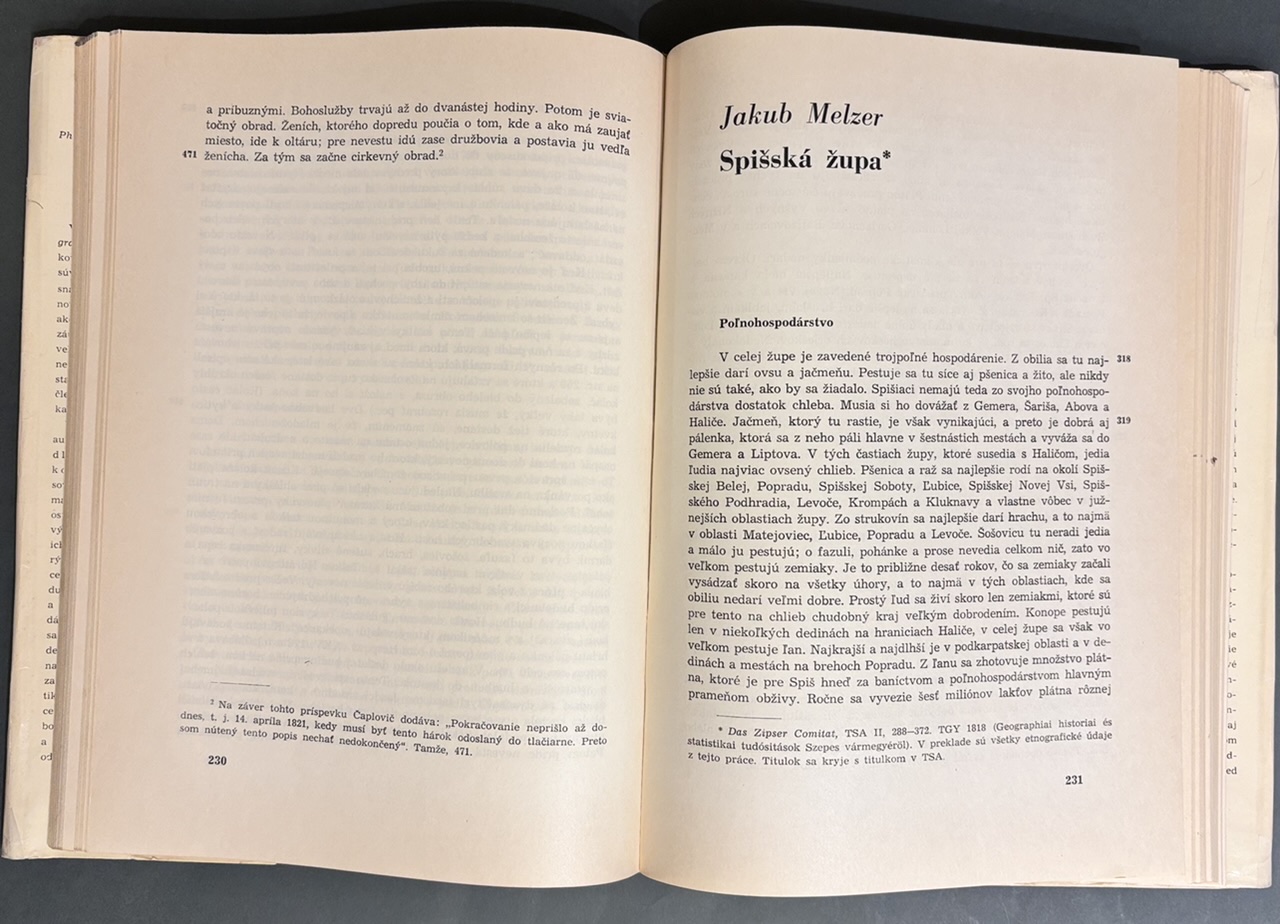 a príbuznými. Bohoslužby trvajú až do dvanástej hodiny. Potom je svia-
točný obrad. Ženích, ktorého dopredu poučia o tom, kde a ako má zaujať
miesto, ide k oltáru; pre nevestu idú zase družbovia a postavia ju vedľa
471 ženícha. Za tým sa začne cirkevný obrad.²
² Na záver tohto príspevku Čaplovič dodáva: „Pokračovanie neprišlo až do-
dnes, t. j. 14. apríla 1821, kedy musí byť tento hárok odoslaný do tlačiarne. Preto
som nútený tento popis nechať nedokončený“. Tamže, 471.
230
Jakub Melzer
Spišská župa*
Poľnohospodárstvo
V celej župe je zavedené trojpoľné hospodárenie. Z obilia sa tu naj- 318
lepšie darí ovsu a jačmeňu. Pestuje sa tu síce aj pšenica a žito, ale nikdy
nie sú také, ako by sa žiadalo. Spišiaci nemajú teda zo svojho poľnohospo-
dárstva dostatok chleba. Musia si ho dovážať z Gemera, Šariša, Abova a
Haliče. Jačmeň, ktorý tu rastie, je však vynikajúci, a preto je dobrá aj 319
pálenka, ktorá sa z neho páli hlavne v šestnástich mestách a vyváža sa do
Gemera a Liptova. V tých častiach župy, ktoré susedia s Haličom, jedia
ľudia najviac ovsený chlieb. Pšenica a raž sa najlepšie rodí na okolí Spiš-
skej Belej, Popradu, Spišskej Soboty, Ľubice, Spišskej Novej Vsi, Spiš-
ského Podhradia, Levoče, Krompách a Kluknavy a vlastne vôbec v juž-
nejších oblastiach župy. Zo strukovín sa najlepšie darí hrachu, a to najmä
v oblasti Matejoviec, Ľubice, Popradu a Levoče. Šošovicu tu neradi jedia
a málo ju pestujú; o fazuli, pohánke a prose nevedia celkom nič, zato vo
veľkom pestujú zemiaky. Je to približne desať rokov, čo sa zemiaky začali
vysádzať skoro na všetky úhory, a to najmä v tých oblastiach, kde sa
obiliu nedarí veľmi dobre. Prostý ľud sa živí skoro len zemiakmi, ktoré sú
pre tento na chlieb chudobný kraj veľkým dobrodením. Konope pestujú
len v niekoľkých dedinách na hraniciach Haliče, v celej župe sa však vo
veľkom pestuje ľan. Najkrajší a najdlhší je v podkarpatskej oblasti a v de-
dinách a mestách na brehoch Popradu. Z ľanu sa zhotovuje množstvo plát-
na, ktoré je pre Spiš hneď za baníctvom a poľnohospodárstvom hlavným
prameňom obživy. Ročne sa vyvezie šesť miliónov lakťov plátna rôznej
* Das Zipser Comitat, TSA II, 288—372. TGY 1818 (Geographiai historiai és
statistikai tudósítások Szepes vármegyéröl). V preklade sú všetky etnografické údaje
z tejto práce. Titulok sa kryje s titulkom v TSA.
231